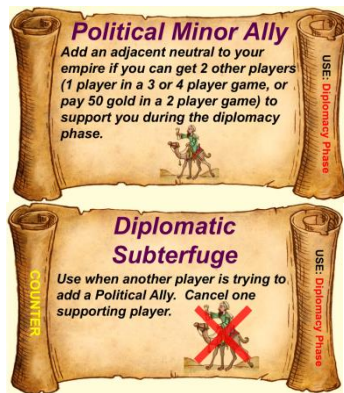 Political Minor Ally
Add an adjacent neutral to your
empire if you can get 2 other players
(1 player in a 3 or 4 player game, or
pay 50 gold in a 2 player game) to
support you during the diplomacy
phase.
USE: Diplomacy Phase
Diplomatic
Subterfuge
Use when another player is trying to
add a Political Ally. Cancel one
supporting player.
COUNTER
USE: Diplomacy Phase